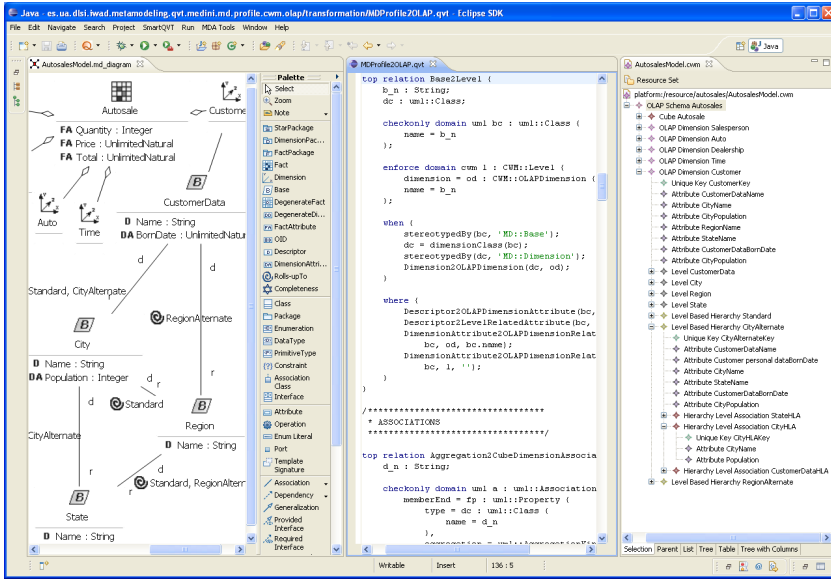 Java - es.ua.dlsi.iwad.metamodeling.qvt.medini.md.profile.cwm.olap/transformation/MDProfile2OLAP.qvt - Eclipse SDK
File Edit Navigate Search Project SmartQVT Run MDA Tools Window Help
Java
AutosalesModel.md_diagram
Autosale
Custome
FA Quantity : Integer
FA Price : UnlimitedNatural
FA Total : UnlimitedNatural
B
CustomerData
Auto
Time
D Name : String
DA BornDate : UnlimitedNatur
d
d
Standard, CityAlternate
B
RegionAlternate
City
D Name : String
DA Population : Integer
d
r
r
d
Standard
B
Region
CityAlternate
D Name : String
r
d
r
Standard, RegionAltern
B
State
D Name : String
Palette
Select
Zoom
Note
StarPackage
DimensionPac...
FactPackage
Fact
Dimension
Base
DegenerateFact
DegenerateDi...
FactAttribute
OID
Descriptor
DimensionAttri...
Rolls-upTo
Completeness
Class
Package
Enumeration
DataType
PrimitiveType
Constraint
Association
Class
Interface
Attribute
Operation
Enum Literal
Port
Template
Signature
Association
Dependency
Generalization
Provided
Interface
Required
Interface
MDProfile2OLAP.qvt
top relation Base2Level {
b_n : String;
dc : uml::Class;
checkonly domain uml bc : uml::Class {
name = b_n
};
enforce domain cwm l : CWM::Level {
dimension = od : CWM::OLAPDimension {
name = b_n
};
when {
stereotypedBy(bc, 'MD::Base');
dc = dimensionClass(bc);
stereotypedBy(dc, 'MD::Dimension');
Dimension2OLAPDimension(dc, od);
}
where {
Descriptor2OLAPDimensionAttribute(bc,
Descriptor2LevelRelatedAttribute(bc,
DimensionAttribute2OLAPDimensionRelat
bc, od, bc.name);
DimensionAttribute2OLAPDimensionRelat
bc, l, '');
}
}
/**********************************
* ASSOCIATIONS
**********************************/
top relation Aggregation2CubeDimensionAssocia
d_n : String;
checkonly domain uml a : uml::Association
memberEnd = fp : uml::Property {
type = dc : uml::Class {
name = d_n
},
AutosalesModel.cwm
Resource Set
platform:/resource/autosales/AutosalesModel.cwm
OLAP Schema Autosales
Cube Autosale
OLAP Dimension Salesperson
OLAP Dimension Auto
OLAP Dimension Dealership
OLAP Dimension Time
OLAP Dimension Customer
Unique Key CustomerKey
Attribute CustomerDataName
Attribute CityName
Attribute CityPopulation
Attribute RegionName
Attribute StateName
Attribute CustomerDataBornDate
Attribute CityPopulation
Level CustomerData
Level City
Level Region
Level State
Level Based Hierarchy Standard
Level Based Hierarchy CityAlternate
Unique Key CityAlternateKey
Attribute CustomerDataName
Attribute Customer personal dataBornDate
Attribute CityName
Attribute StateName
Attribute CustomerDataBornDate
Attribute CityPopulation
Hierarchy Level Association StateHLA
Hierarchy Level Association CityHLA
Unique Key CityHLAKey
Attribute CityName
Attribute Population
Hierarchy Level Association CustomerDataHLA
Level Based Hierarchy RegionAlternate
Selection Parent List Tree Table Tree with Columns
Writable Insert 136 : 5